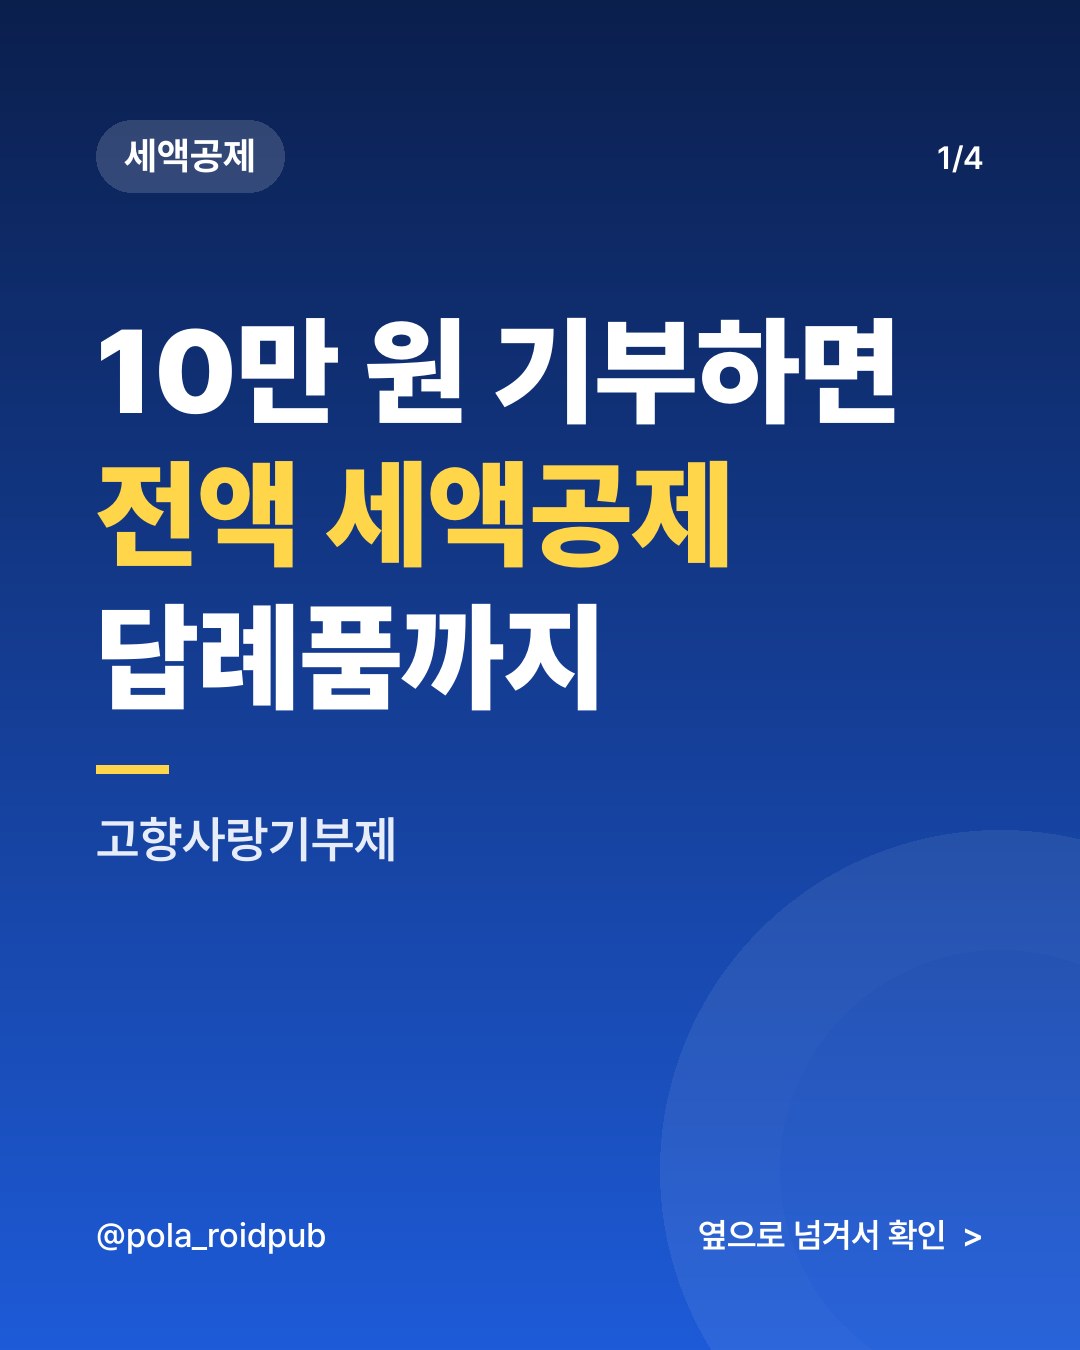 세액공제
1/4
10만 원 기부하면
전액 세액공제
답례품까지
고향사랑기부제
@pola_roidpub
옆으로 넘겨서 확인 >